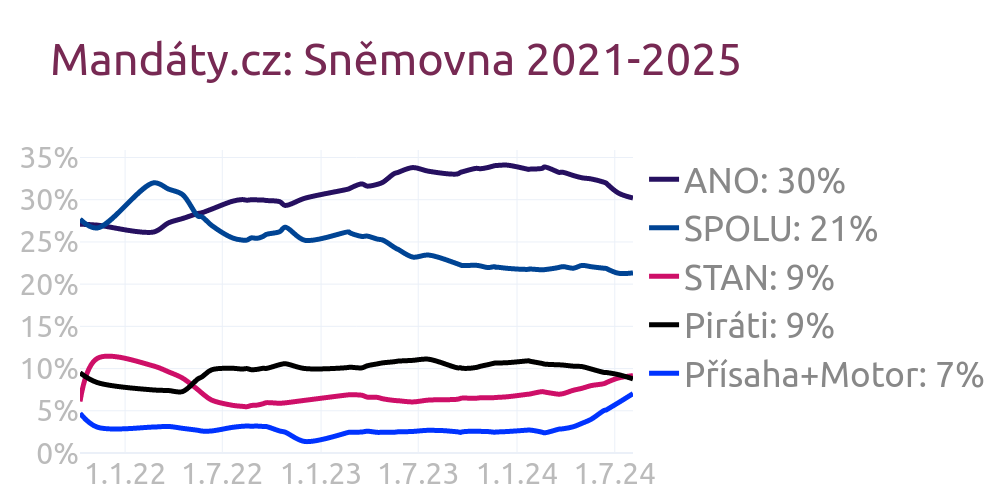 Mandáty.cz: Sněmovna 2021-2025
35%
30%
25%
20%
15%
10%
5%
0%
1.1.22 1.7.22 1.1.23 1.7.23 1.1.24 1.7.24
ANO: 30%
SPOLU: 21%
STAN: 9%
Piráti: 9%
Přísaha+Motor: 7%